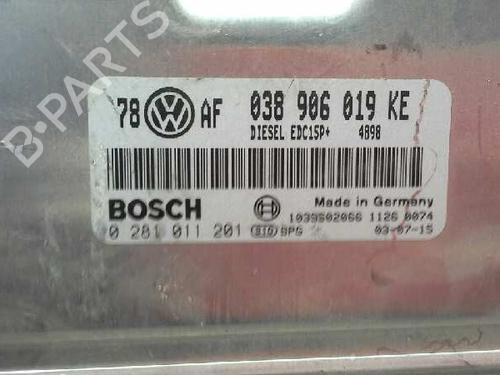 B-PARTS
78 VW AF 038 906 019 KE
DIESEL EDC15P+ 4898
BOSCH
Made in Germany
1039S02066 1126 0074
0 281 011 201 BPG 03-07-15